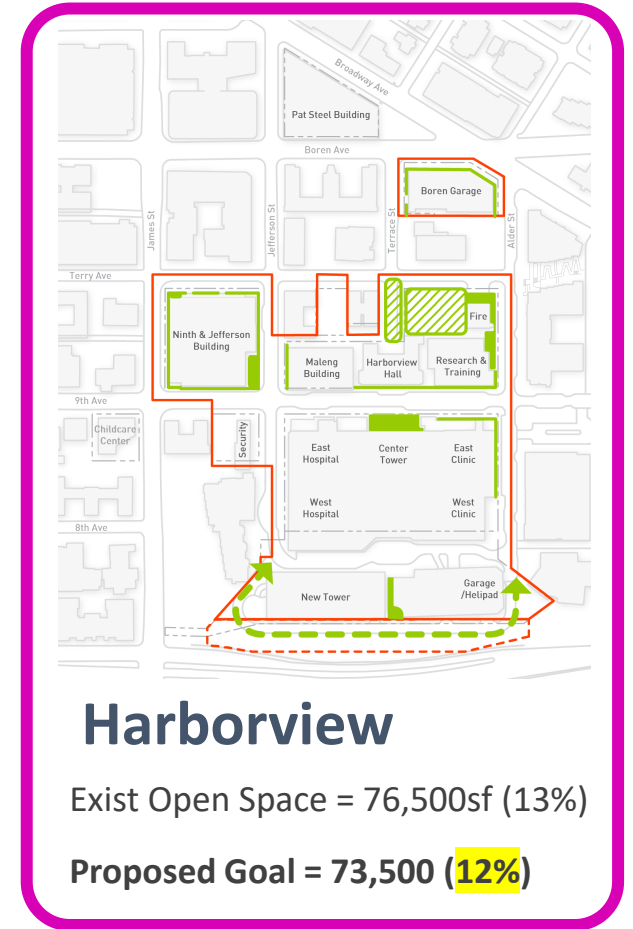 Broadway Ave
Pat Steel Building
Boren Ave
Boren Garage
James St
Jefferson St
Terrace St
Alder St
Terry Ave
Ninth & Jefferson
Building
Fire
Maleng
Building
Harborview
Hall
Research &
Training
9th Ave
Childcare
Center
Security
East
Hospital
Center
Tower
East
Clinic
West
Hospital
West
Clinic
8th Ave
New Tower
Garage
/Helipad
Harborview
Exist Open Space = 76,500sf (13%)
Proposed Goal = 73,500 (12%)